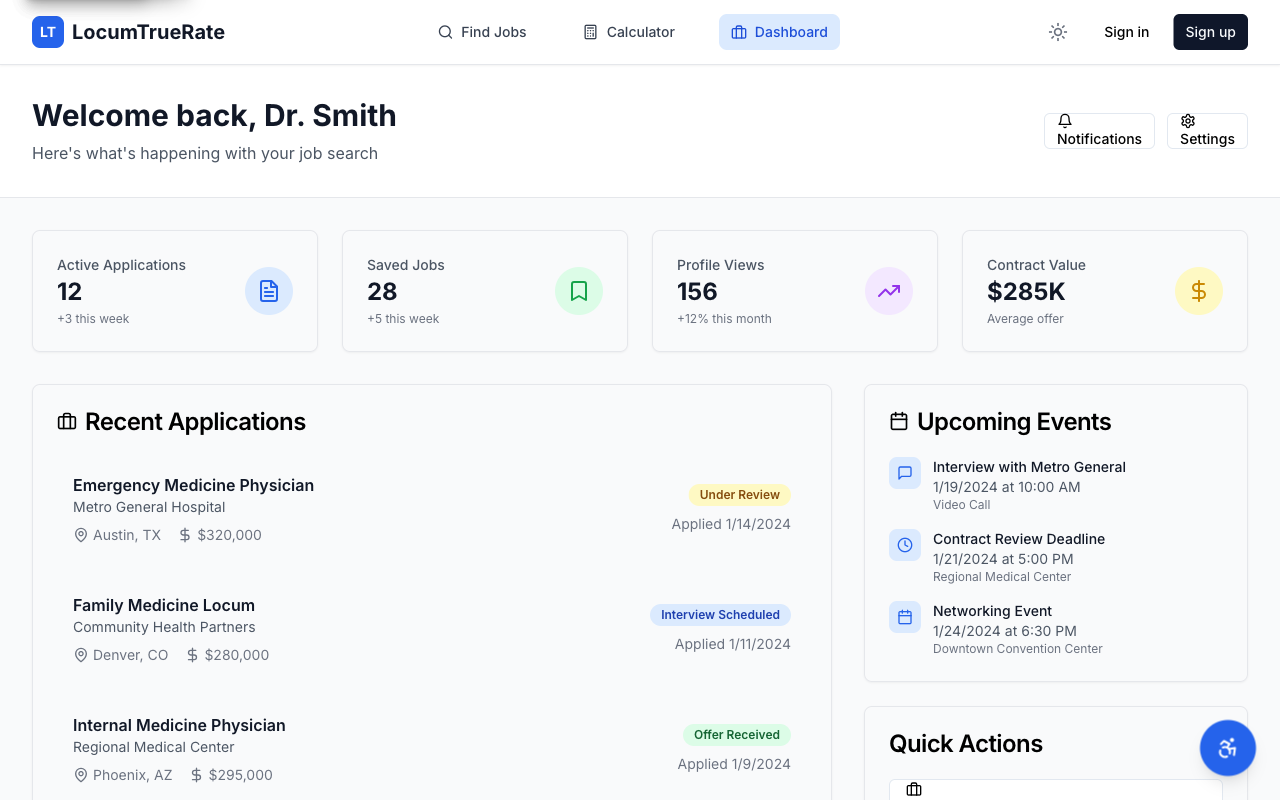 LT LocumTrueRate
Find Jobs
Calculator
Dashboard
Sign in
Sign up
Welcome back, Dr. Smith
Here's what's happening with your job search
Notifications
Settings
Active Applications
12
+3 this week
Saved Jobs
28
+5 this week
Profile Views
156
+12% this month
Contract Value
$285K
Average offer
Recent Applications
Emergency Medicine Physician
Metro General Hospital
Austin, TX
$320,000
Under Review
Applied 1/14/2024
Family Medicine Locum
Community Health Partners
Denver, CO
$280,000
Interview Scheduled
Applied 1/11/2024
Internal Medicine Physician
Regional Medical Center
Phoenix, AZ
$295,000
Offer Received
Applied 1/9/2024
Upcoming Events
Interview with Metro General
1/19/2024 at 10:00 AM
Video Call
Contract Review Deadline
1/21/2024 at 5:00 PM
Regional Medical Center
Networking Event
1/24/2024 at 6:30 PM
Downtown Convention Center
Quick Actions